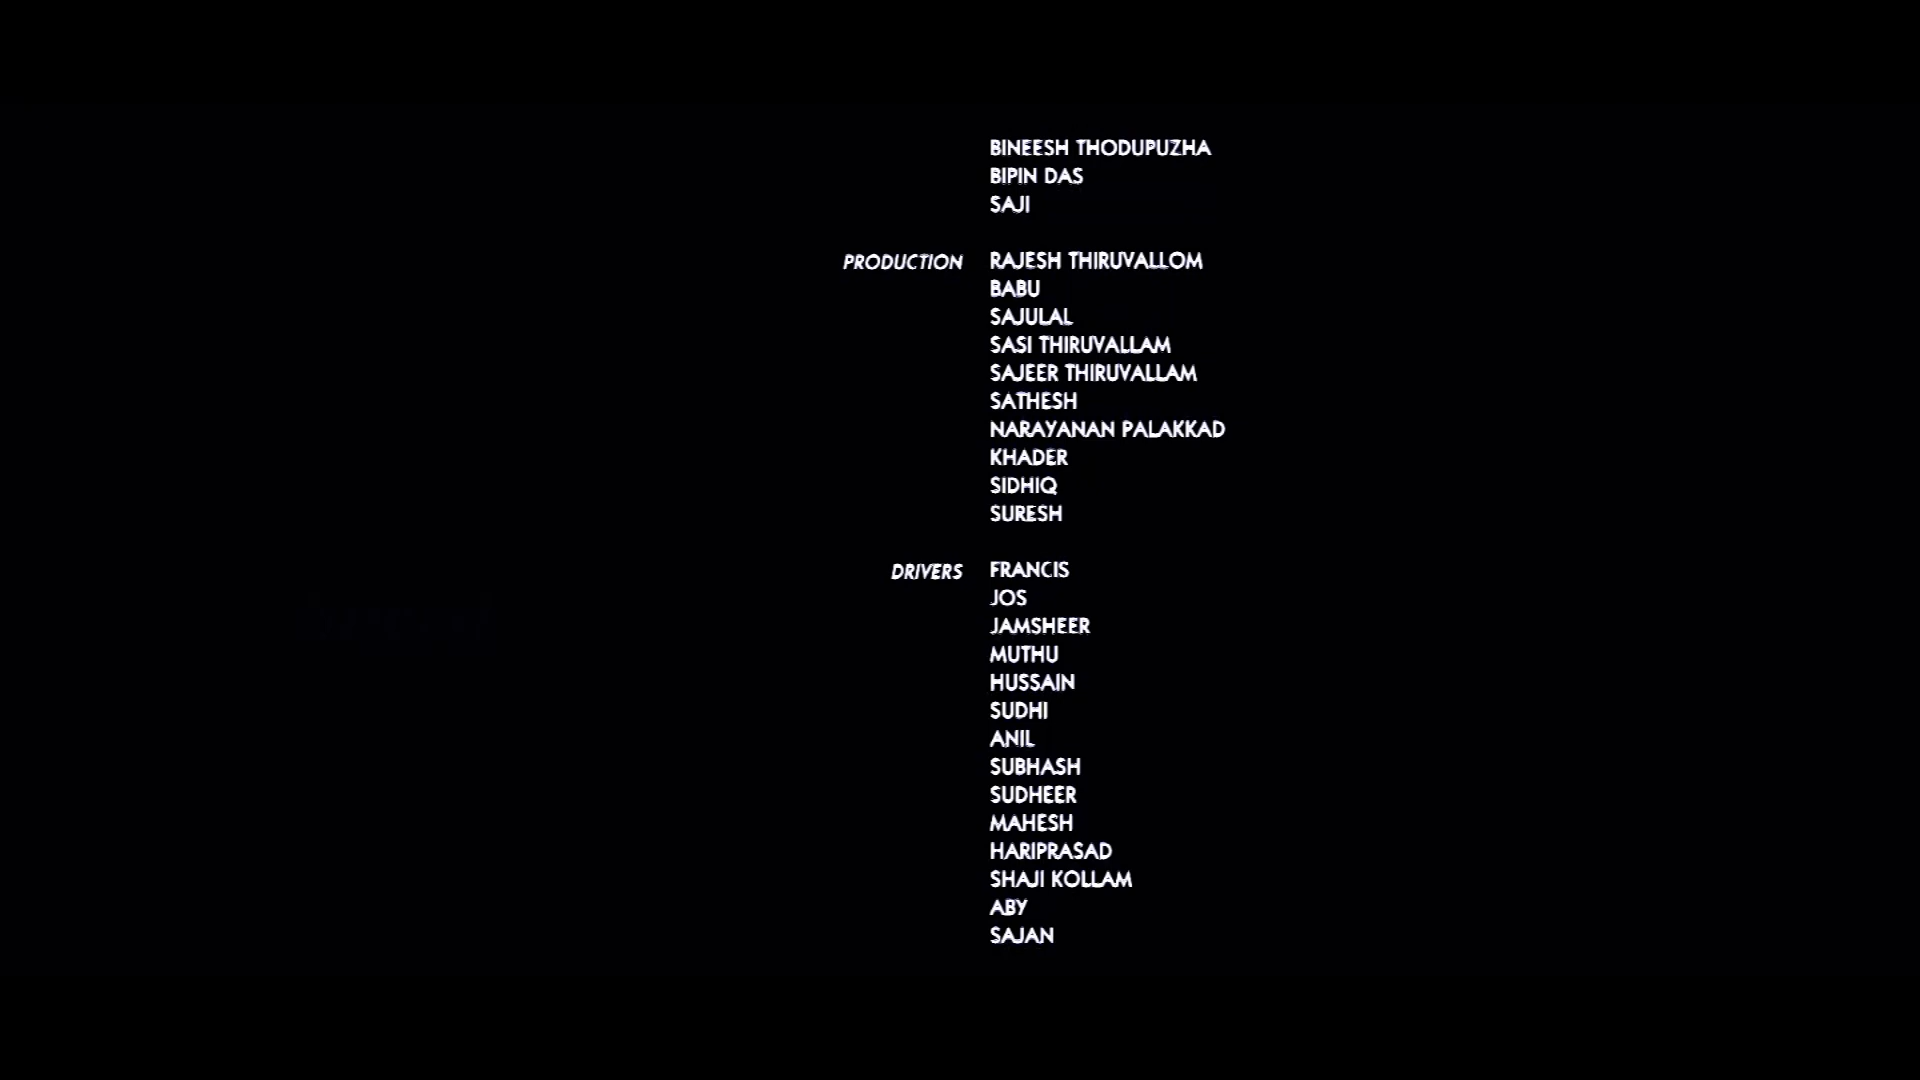 BINEESH THODUPUZHA
BIPIN DAS
SAJI
PRODUCTION RAJESH THIRUVALLOM
BABU
SAJULAL
SASI THIRUVALLAM
SAJEER THIRUVALLAM
SATHESH
NARAYANAN PALAKKAD
KHADER
SIDHIQ
SURESH
DRIVERS FRANCIS
JOS
JAMSHEER
MUTHU
HUSSAIN
SUDHI
ANIL
SUBHASH
SUDHEER
MAHESH
HARIPRASAD
SHAJI KOLLAM
ABY
SAJAN